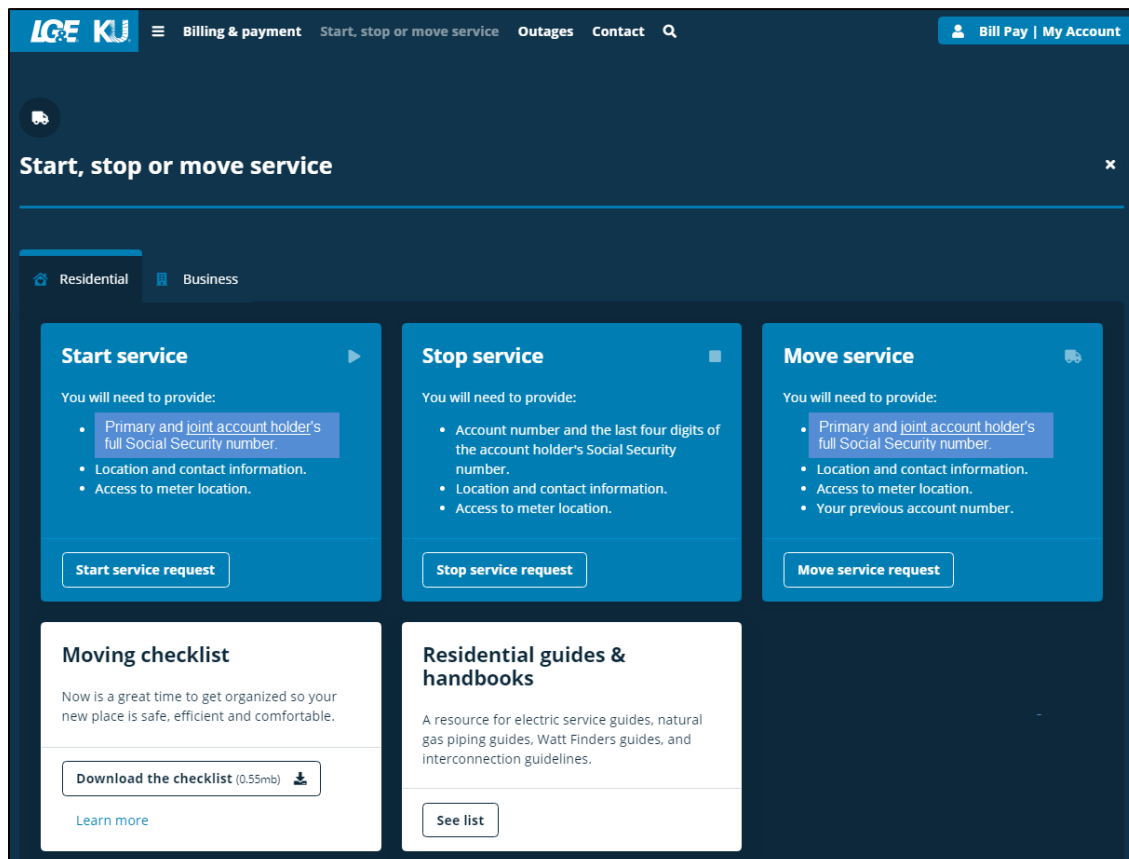 LG&E KU Billing & payment Start, stop or move service Outages Contact Bill Pay | My Account
Start, stop or move service
Residential Business
Start service
You will need to provide:
• Primary and joint account holder's
full Social Security number.
• Location and contact information.
• Access to meter location.
Start service request
Stop service
You will need to provide:
• Account number and the last four digits of
the account holder's Social Security
number.
• Location and contact information.
• Access to meter location.
Stop service request
Move service
You will need to provide:
• Primary and joint account holder's
full Social Security number.
• Location and contact information.
• Access to meter location.
• Your previous account number.
Move service request
Moving checklist
Now is a great time to get organized so your
new place is safe, efficient and comfortable.
Download the checklist (0.55mb)
Learn more
Residential guides &
handbooks
A resource for electric service guides, natural
gas piping guides, Watt Finders guides, and
interconnection guidelines.
See list